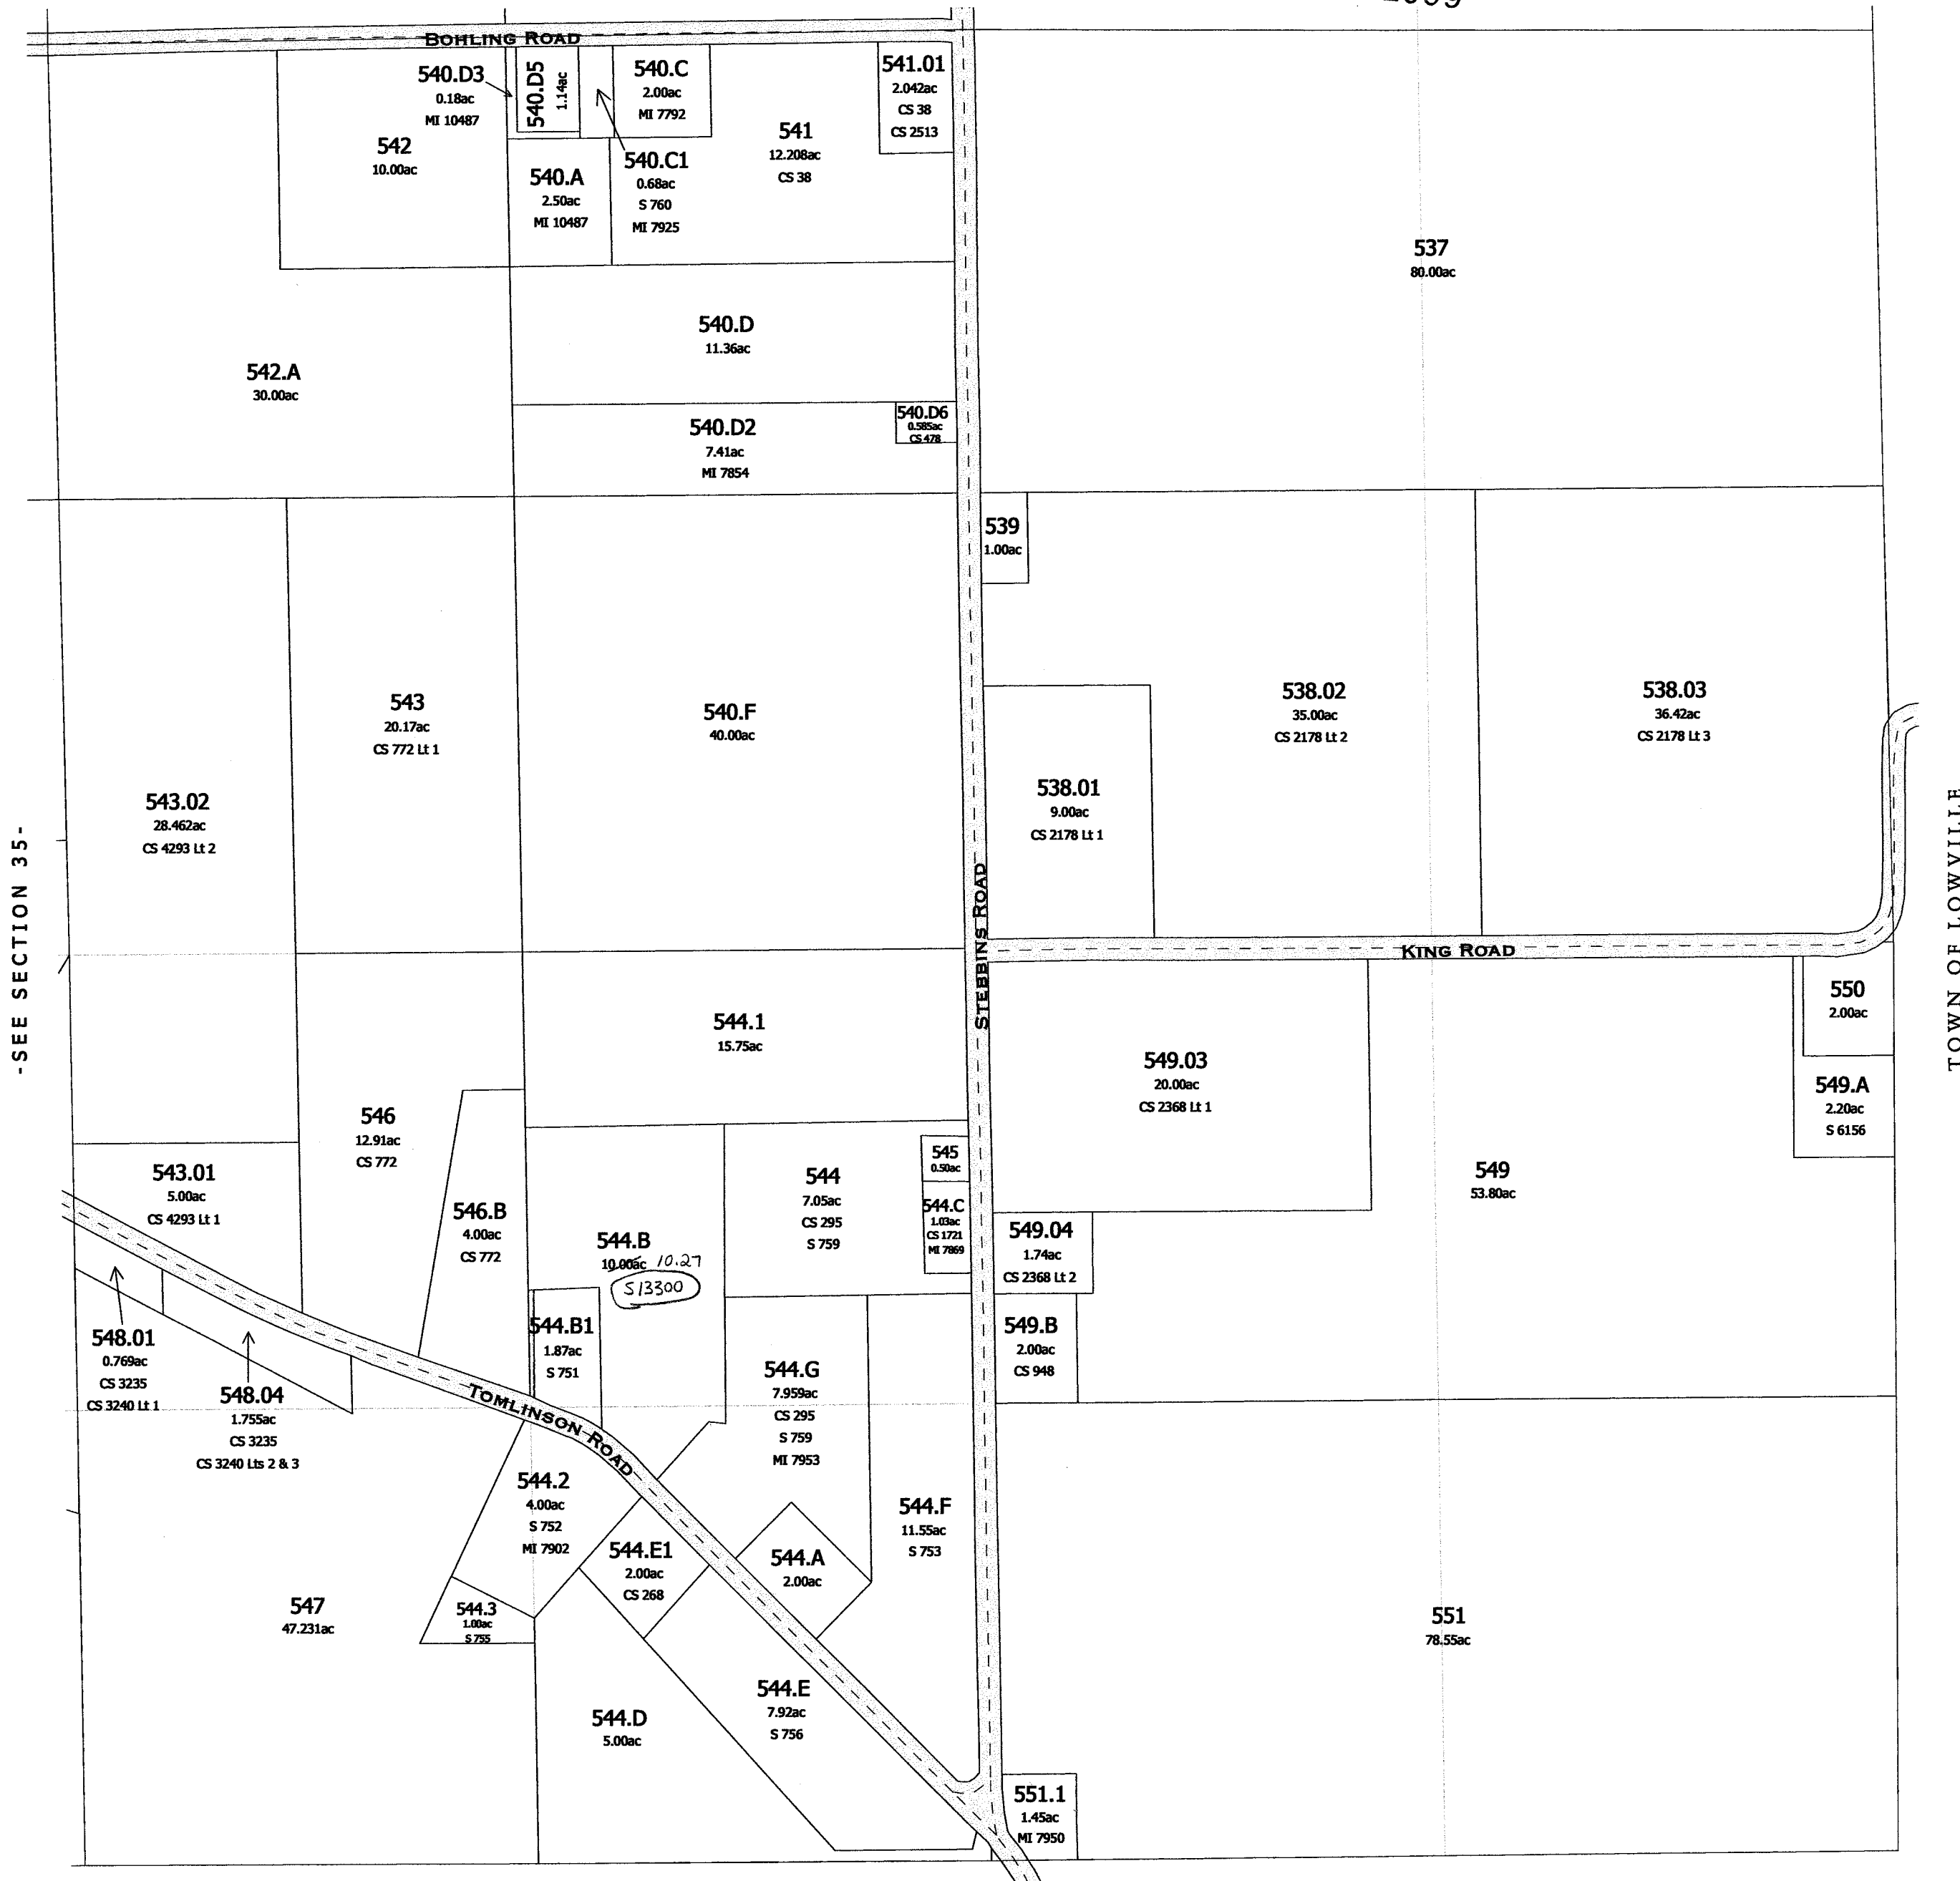 BOHLING ROAD
540.D3
0.18ac
MI 10487
540.D5
1.14ac
540.C
2.00ac
MI 7792
541.01
2.042ac
CS 38
CS 2513
542
10.00ac
541
12.208ac
CS 38
540.A
2.50ac
MI 10487
540.C1
0.68ac
S 760
MI 7925
537
80.00ac
540.D
11.36ac
542.A
30.00ac
540.D6
0.585ac
CS 478
540.D2
7.41ac
MI 7854
539
1.00ac
543
20.17ac
CS 772 Lt 1
540.F
40.00ac
538.02
35.00ac
CS 2178 Lt 2
538.03
36.42ac
CS 2178 Lt 3
538.01
9.00ac
CS 2178 Lt 1
543.02
28.462ac
CS 4293 Lt 2
-SEE SECTION 35-
STEBBINS ROAD
KING ROAD
TOWN OF LOWVILLE
544.1
15.75ac
549.03
20.00ac
CS 2368 Lt 1
550
2.00ac
549.A
2.20ac
S 6156
546
12.91ac
CS 772
543.01
5.00ac
CS 4293 Lt 1
546.B
4.00ac
CS 772
544.B
10.00ac 10.27
S13300
544
7.05ac
CS 295
S 759
545
0.50ac
544.C
1.03ac
CS 1721
MI 7869
549
53.80ac
549.04
1.74ac
CS 2368 Lt 2
548.01
0.769ac
CS 3235
CS 3240 Lt 1
548.04
1.755ac
CS 3235
CS 3240 Lts 2 & 3
544.B1
1.87ac
S 751
549.B
2.00ac
CS 948
544.G
7.959ac
CS 295
S 759
MI 7953
TOMLINSON ROAD
544.2
4.00ac
S 752
MI 7902
544.E1
2.00ac
CS 268
544.A
2.00ac
544.F
11.55ac
S 753
547
47.231ac
544.3
1.00ac
S 755
551
78.55ac
544.E
7.92ac
S 756
544.D
5.00ac
551.1
1.45ac
MI 7950